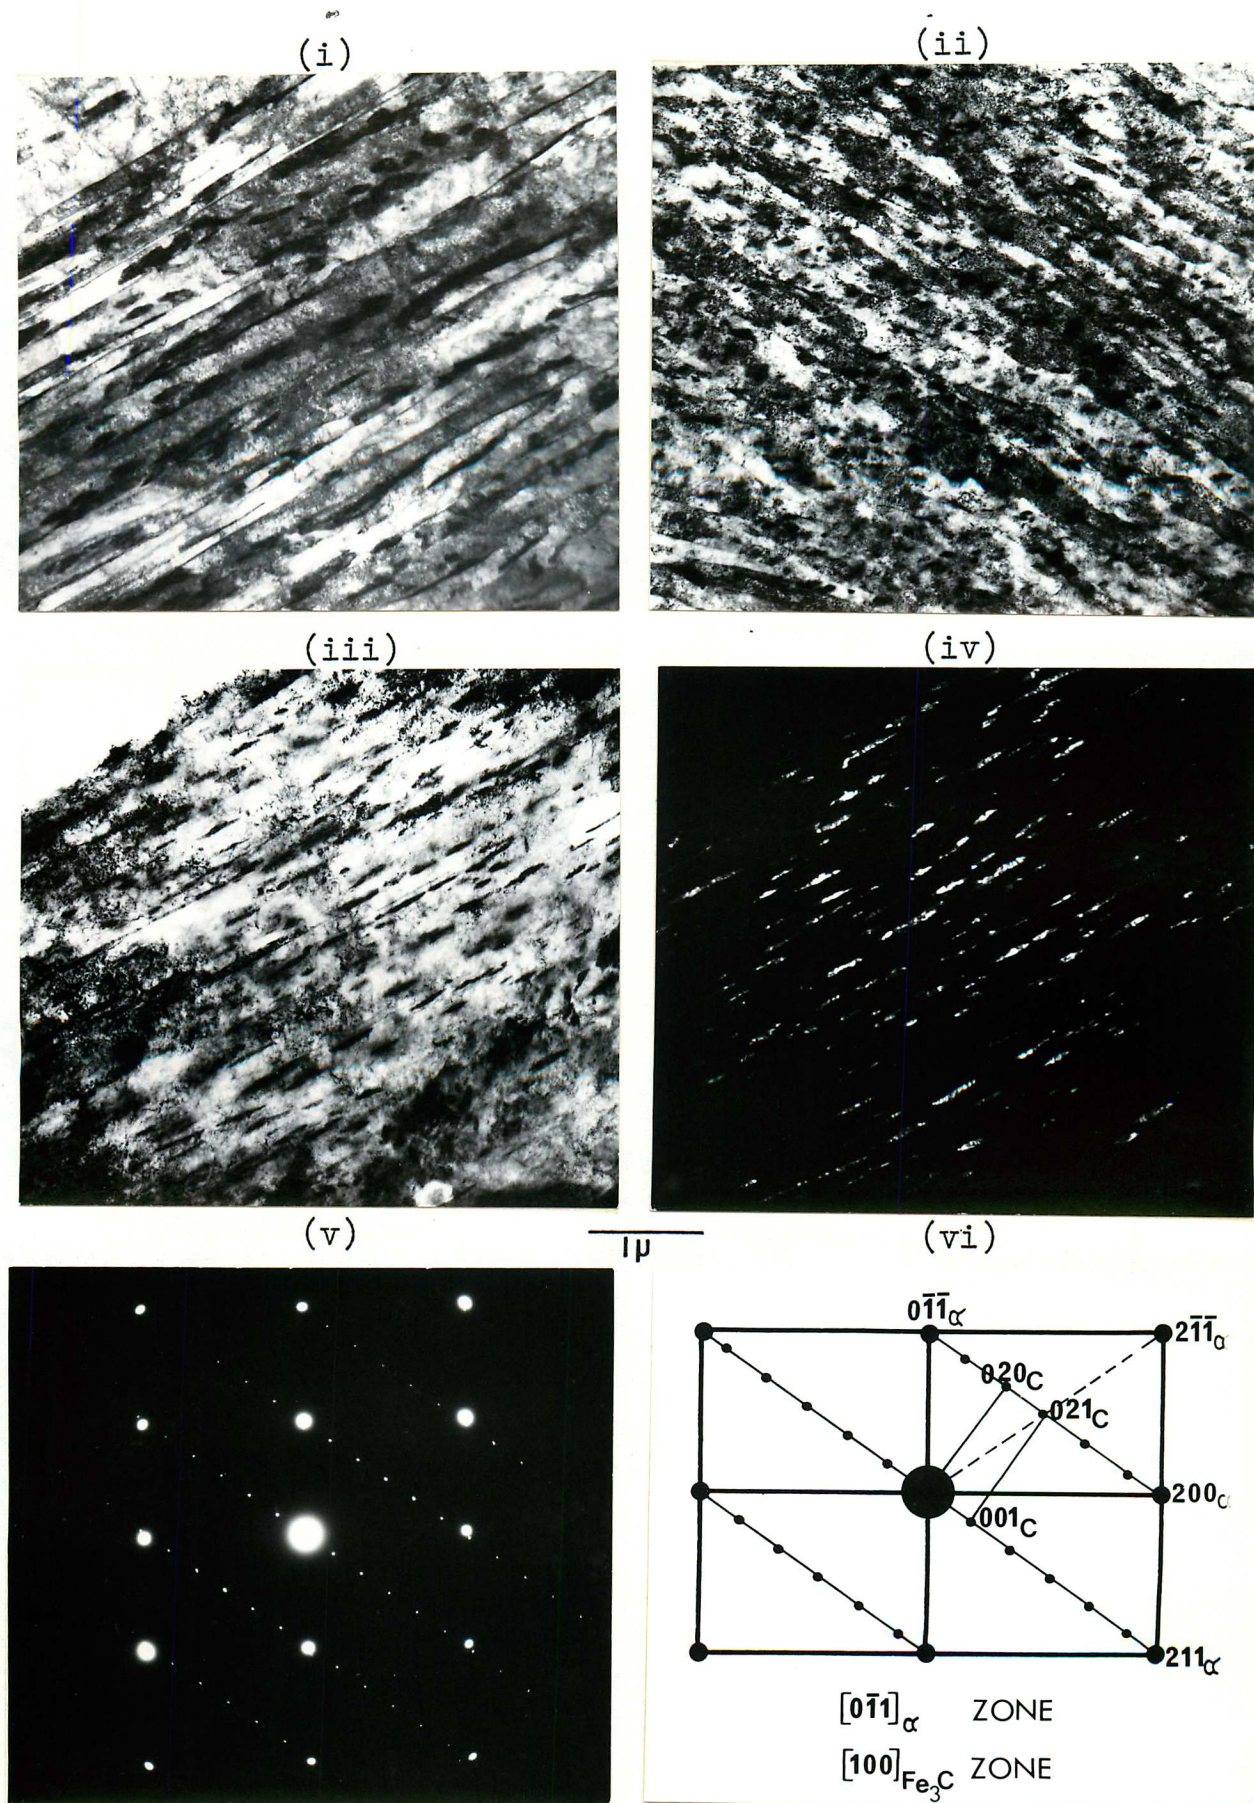 (i)
(ii)
(iii)
(iv)
(v)
1μ
(vi)
01̄1̄α
21̄1̄α
020C
021C
200α
001C
211α
[01̄1]α ZONE
[100]Fe₃C ZONE